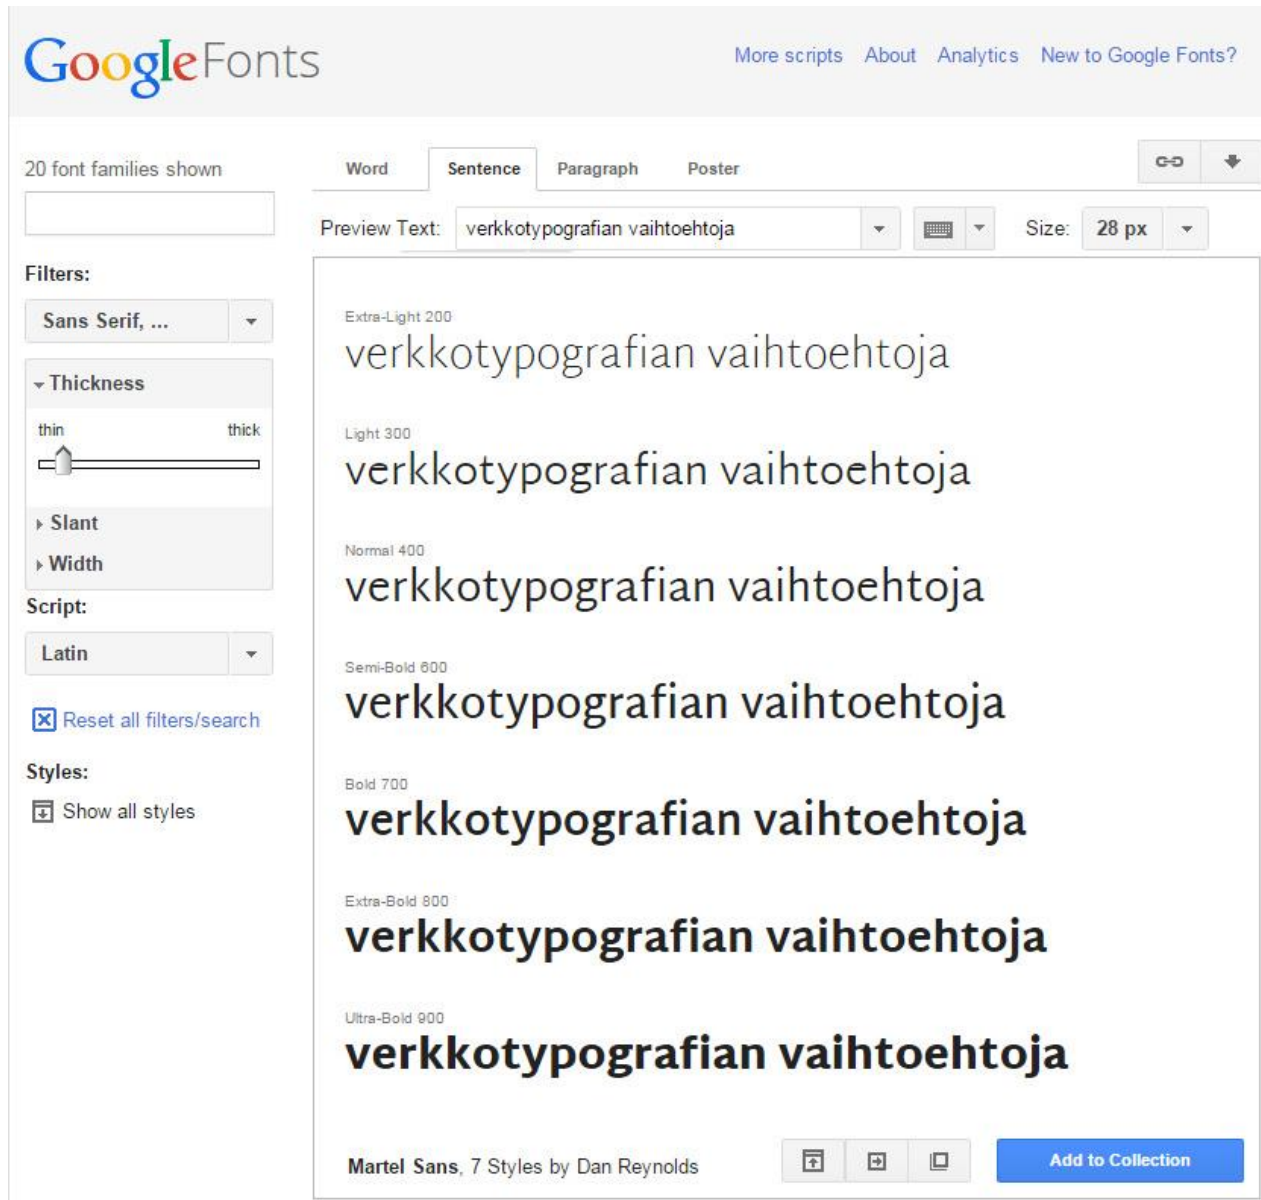 Google Fonts
More scripts About Analytics New to Google Fonts?
20 font families shown
Word Sentence Paragraph Poster
Preview Text: verkkotypografian vaihtoehtoja Size: 28 px
Filters:
Sans Serif, ...
Thickness
thin thick
Slant
Width
Script:
Latin
Reset all filters/search
Styles:
Show all styles
Extra-Light 200
verkkotypografian vaihtoehtoja
Light 300
verkkotypografian vaihtoehtoja
Normal 400
verkkotypografian vaihtoehtoja
Semi-Bold 600
verkkotypografian vaihtoehtoja
Bold 700
verkkotypografian vaihtoehtoja
Extra-Bold 800
verkkotypografian vaihtoehtoja
Ultra-Bold 900
verkkotypografian vaihtoehtoja
Martel Sans, 7 Styles by Dan Reynolds
Add to Collection